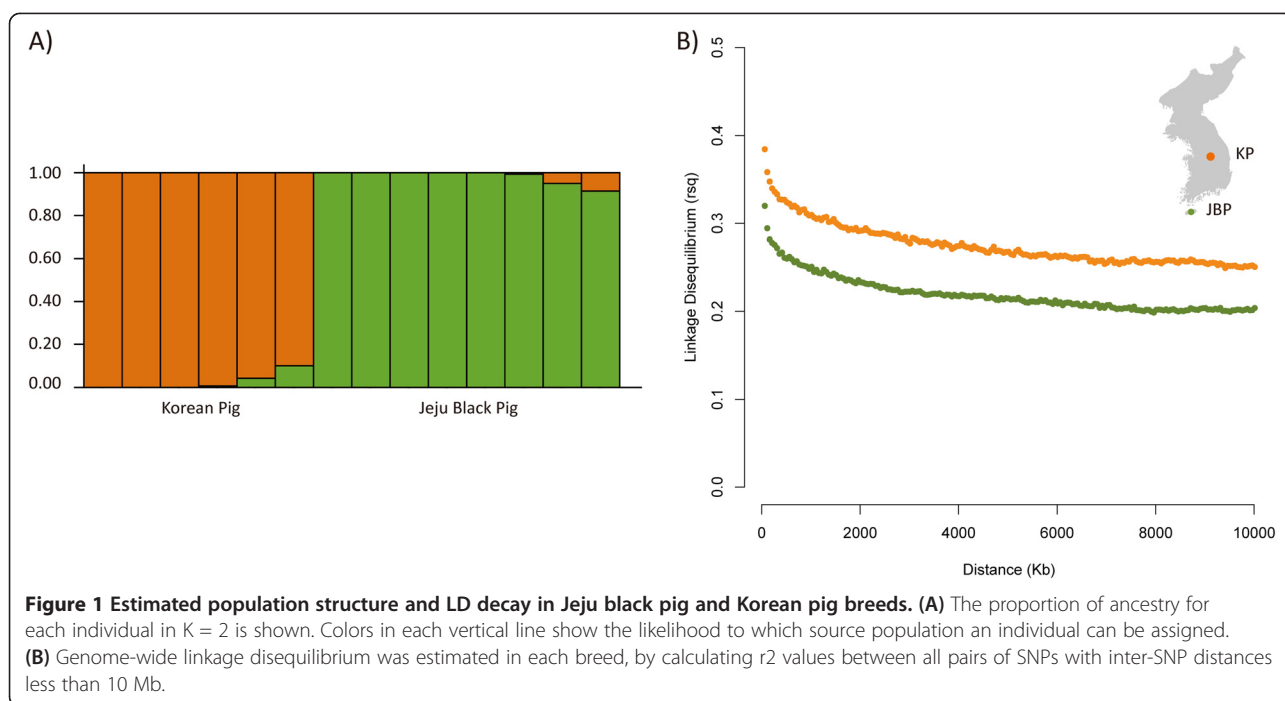 A)
1.00
0.80
0.60
0.40
0.20
0.00
Korean Pig
Jeju Black Pig
B)
0.5
0.4
0.3
0.2
0.1
0.0
Linkage Disequilibrium (rsq)
0
2000
4000
6000
8000
10000
Distance (Kb)
KP
JBP
Figure 1 Estimated population structure and LD decay in Jeju black pig and Korean pig breeds. (A) The proportion of ancestry for
each individual in K = 2 is shown. Colors in each vertical line show the likelihood to which source population an individual can be assigned.
(B) Genome-wide linkage disequilibrium was estimated in each breed, by calculating r2 values between all pairs of SNPs with inter-SNP distances
less than 10 Mb.